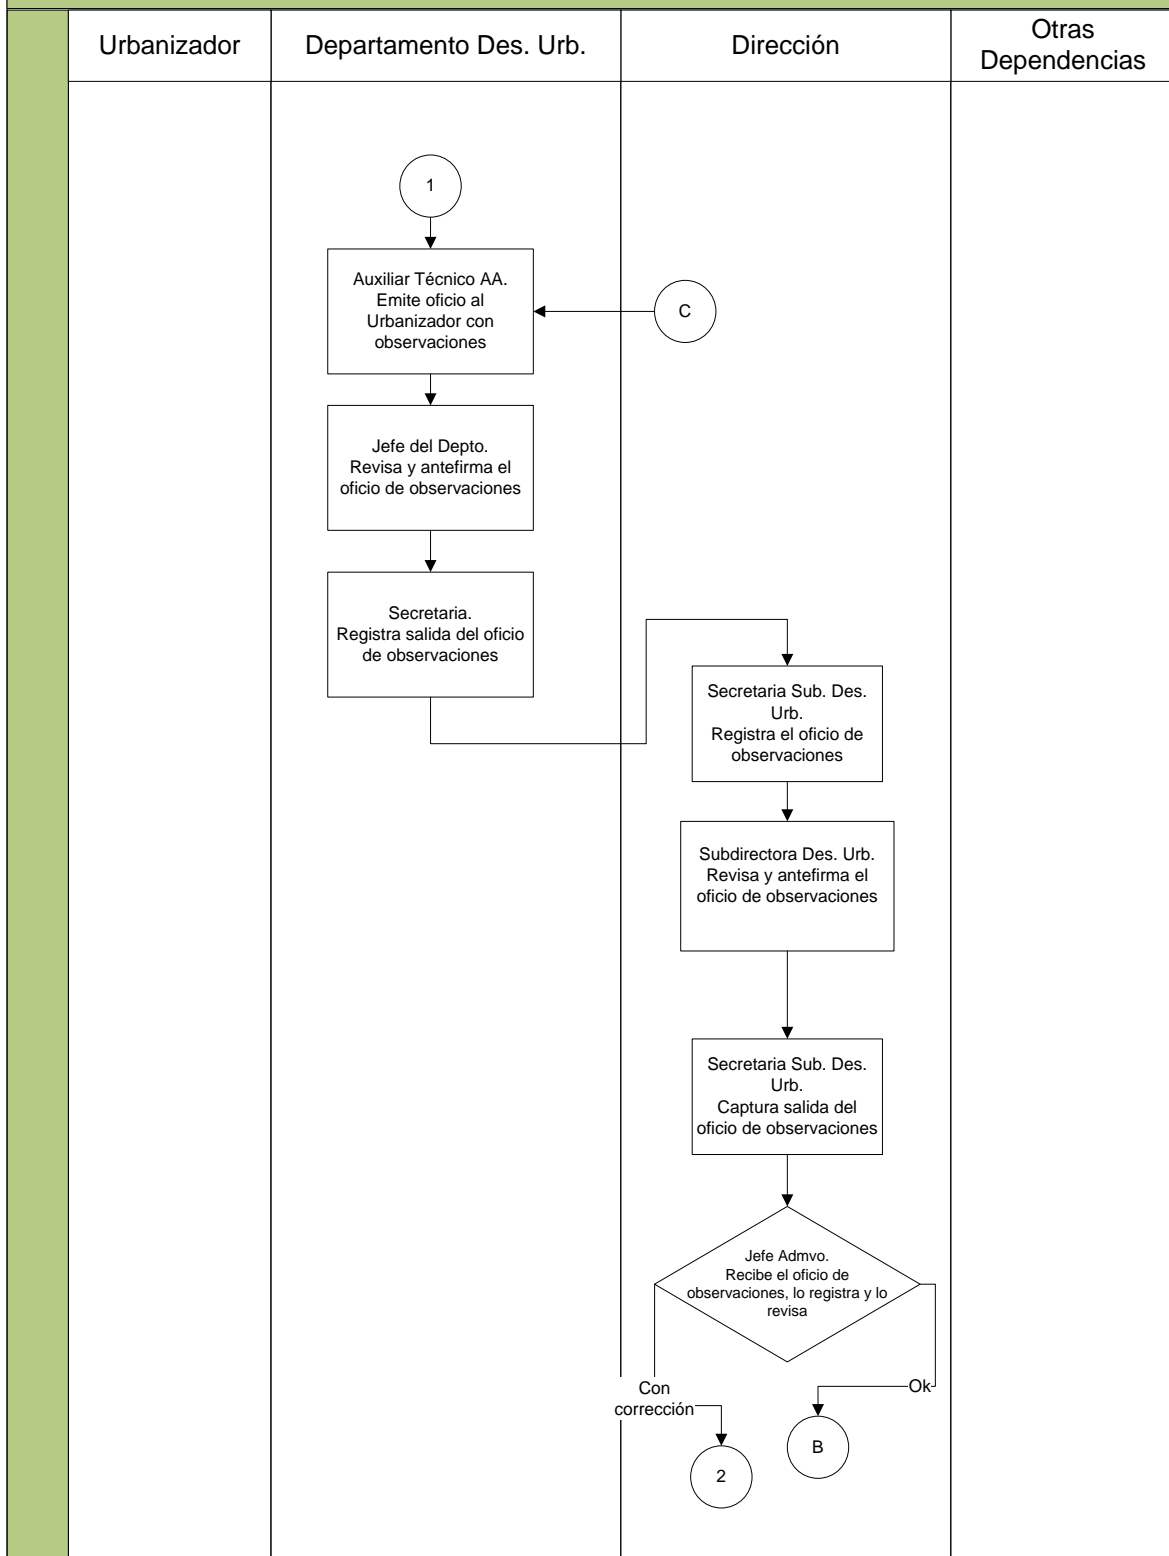 Urbanizador
Departamento Des. Urb.
Dirección
Otras
Dependencias
1
Auxiliar Técnico AA.
Emite oficio al
Urbanizador con
observaciones
C
Jefe del Depto.
Revisa y antefirma el
oficio de observaciones
Secretaria.
Registra salida del oficio
de observaciones
Secretaria Sub. Des.
Urb.
Registra el oficio de
observaciones
Subdirectora Des. Urb.
Revisa y antefirma el
oficio de observaciones
Secretaria Sub. Des.
Urb.
Captura salida del
oficio de observaciones
Jefe Admvo.
Recibe el oficio de
observaciones, lo registra y lo
revisa
Con
corrección
Ok
B
2